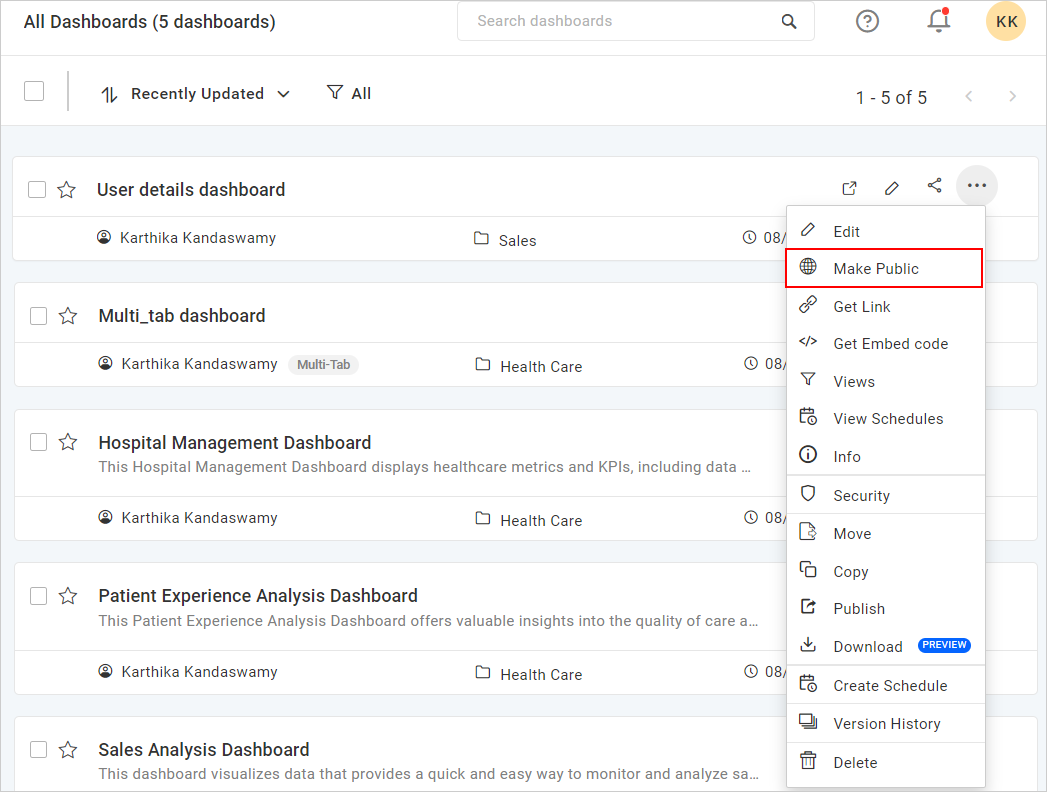 All Dashboards (5 dashboards)
Search dashboards
KK
Recently Updated
All
1 - 5 of 5
User details dashboard
Karthika Kandaswamy
Sales
08/
Multi_tab dashboard
Karthika Kandaswamy
Multi-Tab
Health Care
08/
Hospital Management Dashboard
This Hospital Management Dashboard displays healthcare metrics and KPIs, including data ...
Karthika Kandaswamy
Health Care
08/
Patient Experience Analysis Dashboard
This Patient Experience Analysis Dashboard offers valuable insights into the quality of care a...
Karthika Kandaswamy
Health Care
08/
Sales Analysis Dashboard
This dashboard visualizes data that provides a quick and easy way to monitor and analyze sa...
Edit
Make Public
Get Link
Get Embed code
Views
View Schedules
Info
Security
Move
Copy
Publish
Download PREVIEW
Create Schedule
Version History
Delete